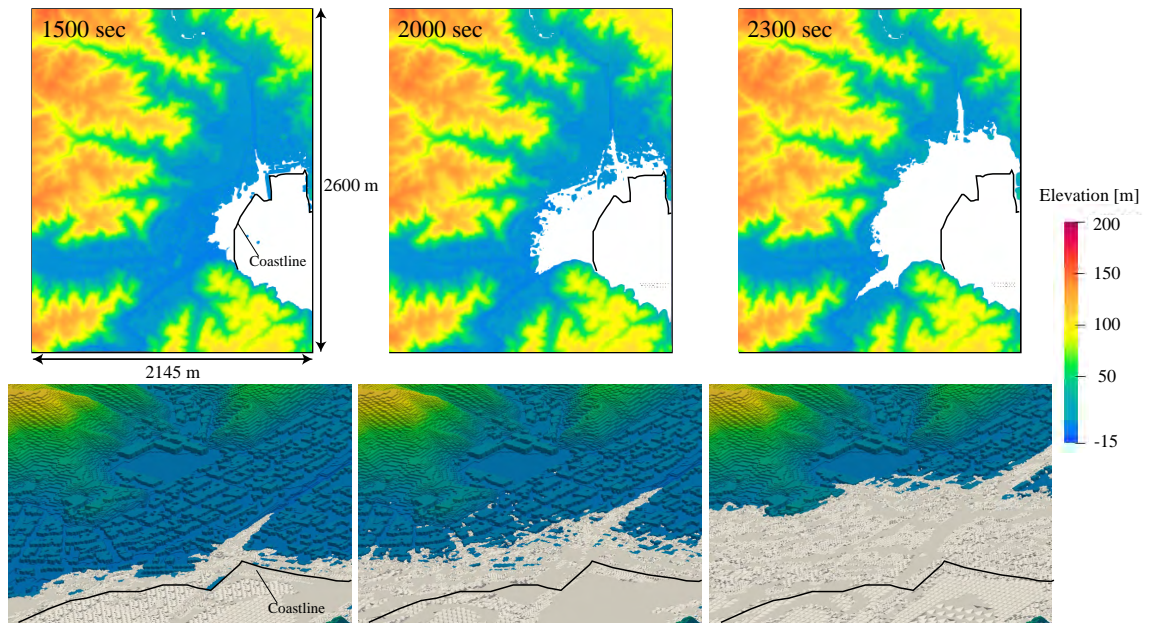 1500 sec
2000 sec
2300 sec
2600 m
Coastline
2145 m
Elevation [m]
200
150
100
50
-15
Coastline